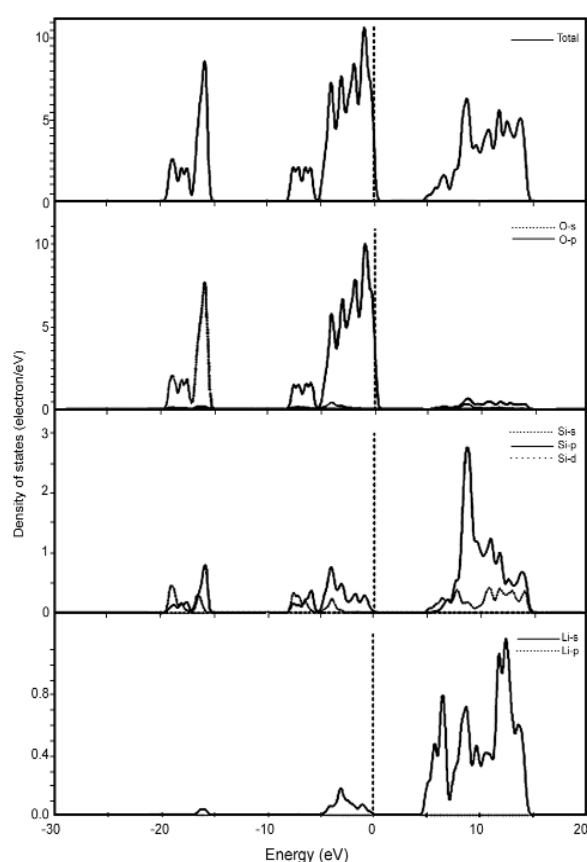 10
5
0
Total
10
5
0
O-s
O-p
3
2
1
0
Si-s
Si-p
Si-d
0.8
0.4
0.0
Li-s
Li-p
-30
-20
-10
0
10
20
Density of states (electron/eV)
Energy (eV)